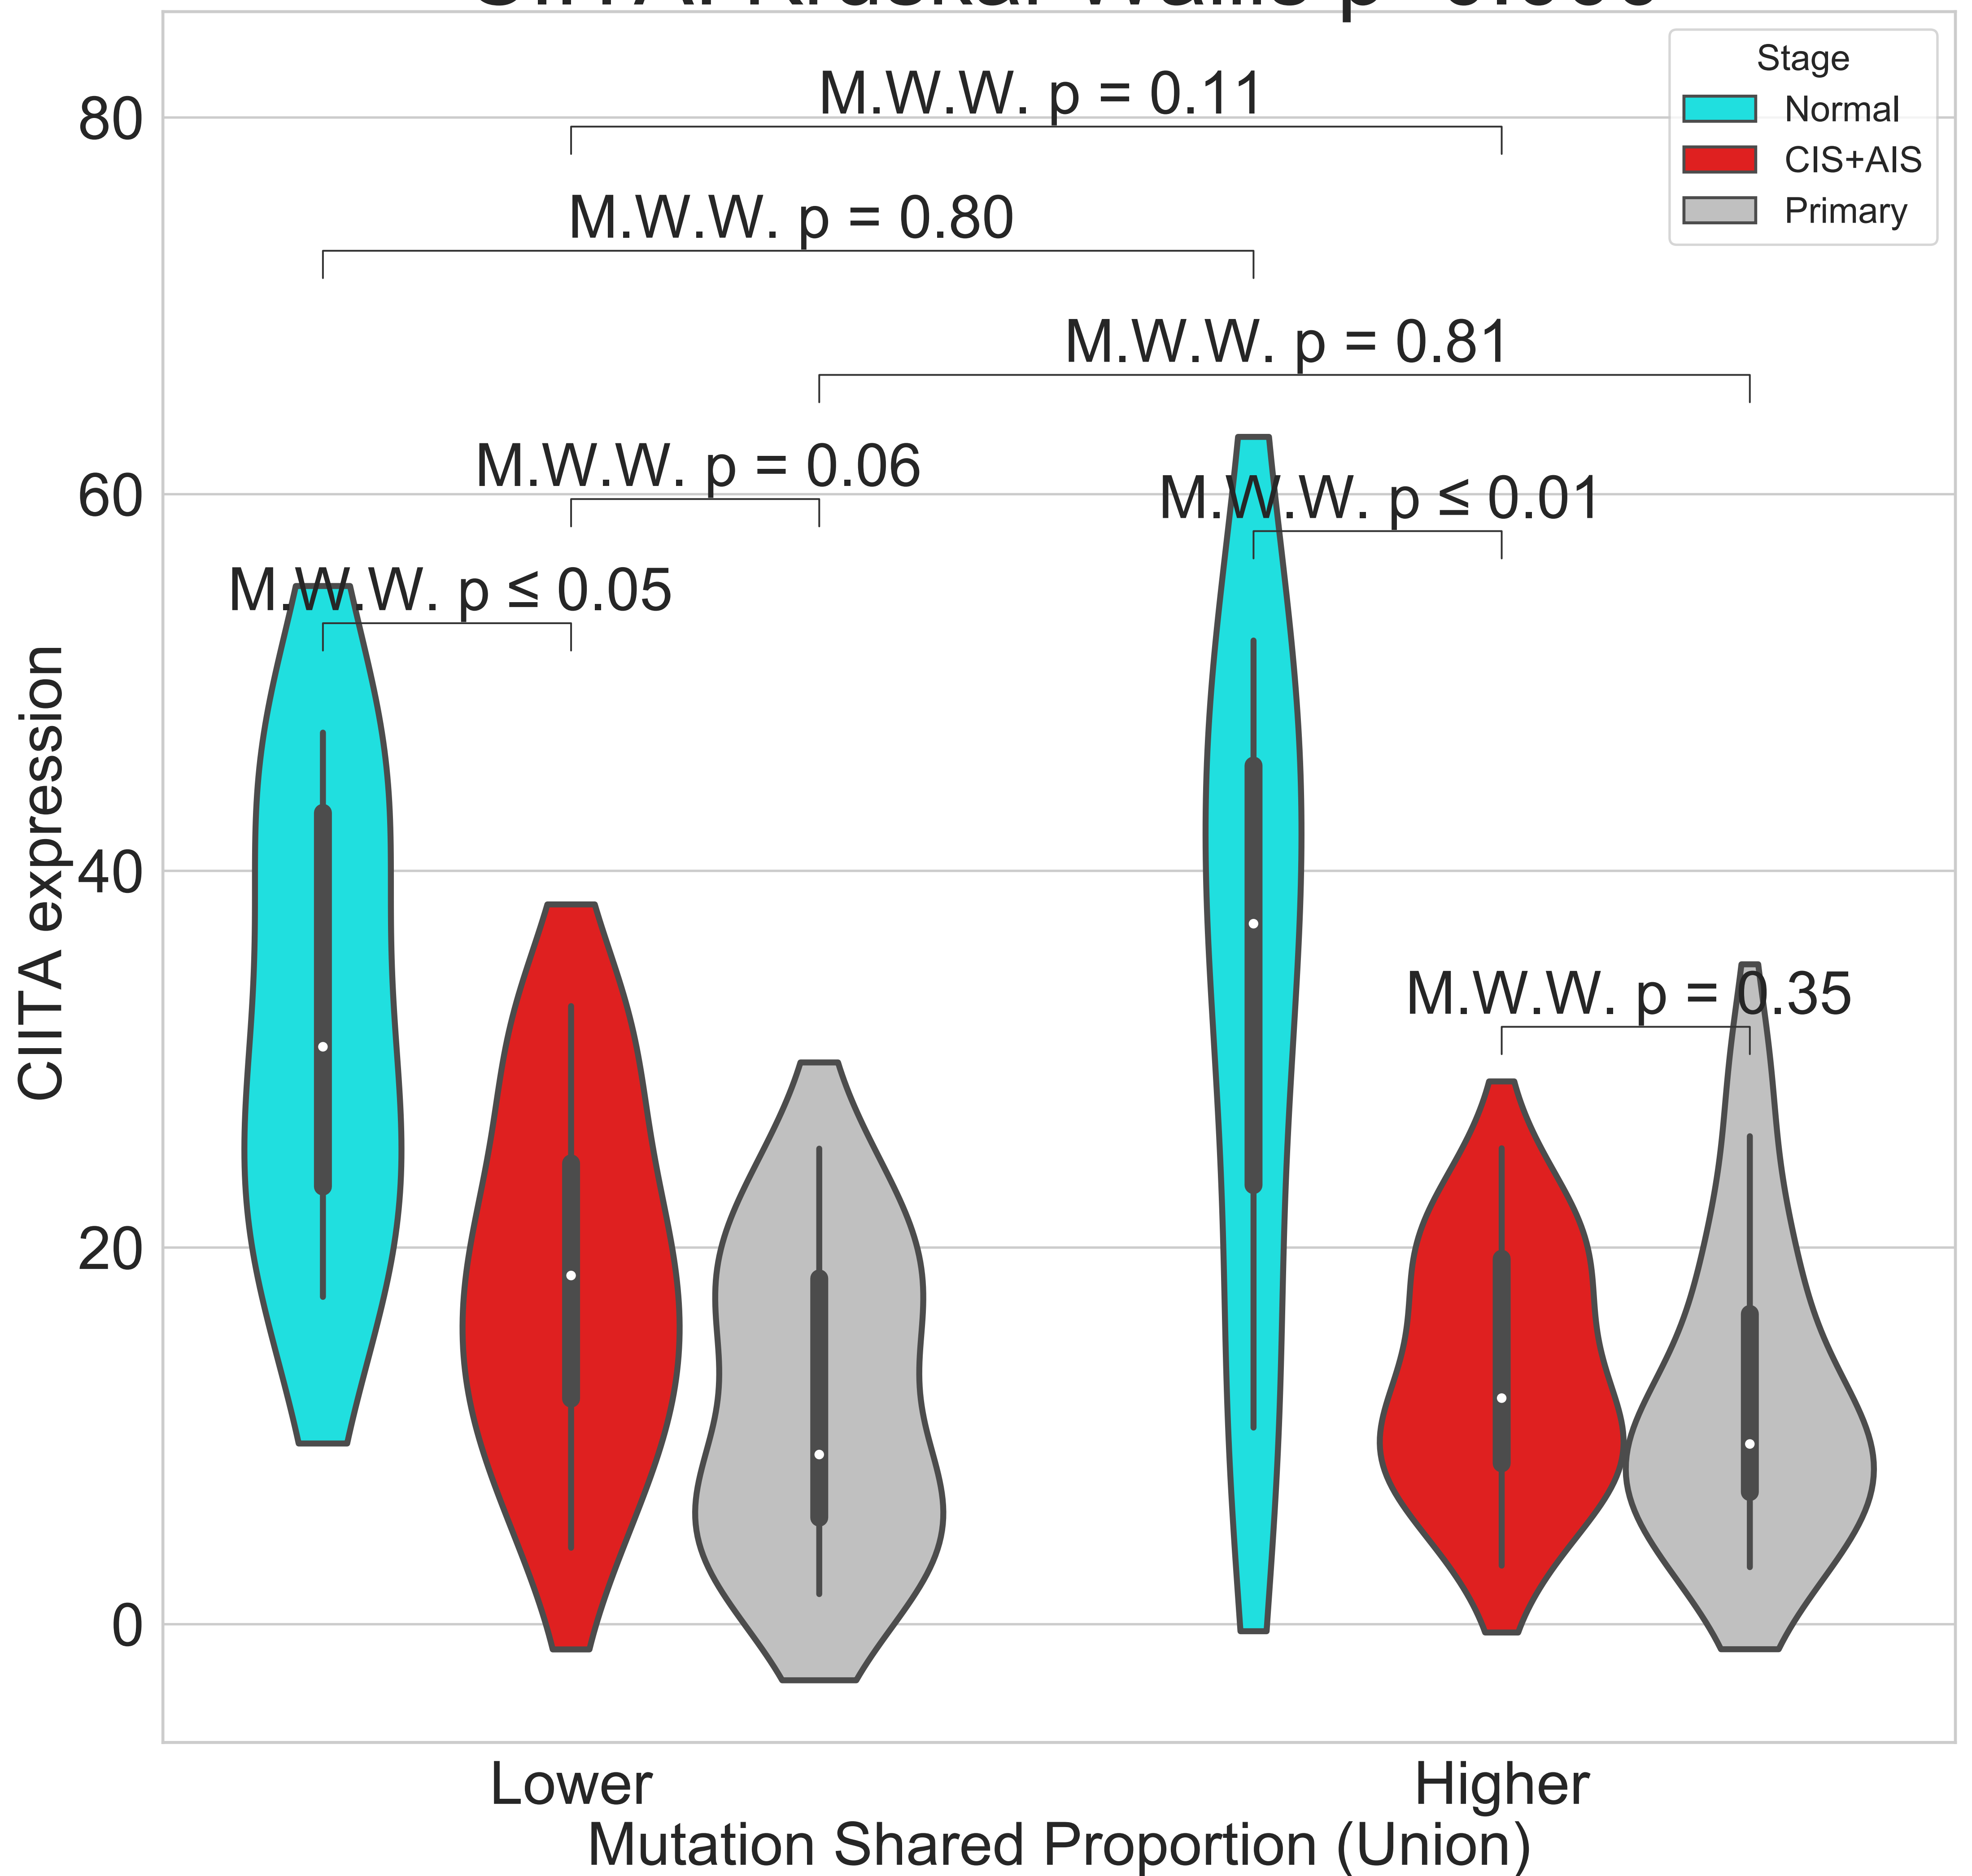 Stage
Normal
CIS+AIS
Primary
M.W.W. p = 0.11
M.W.W. p = 0.80
M.W.W. p = 0.81
M.W.W. p = 0.06
M.W.W. p ≤ 0.01
M.W.W. p ≤ 0.05
M.W.W. p = 0.35
80
60
40
20
0
CIITA expression
Lower
Higher
Mutation Shared Proportion (Union)